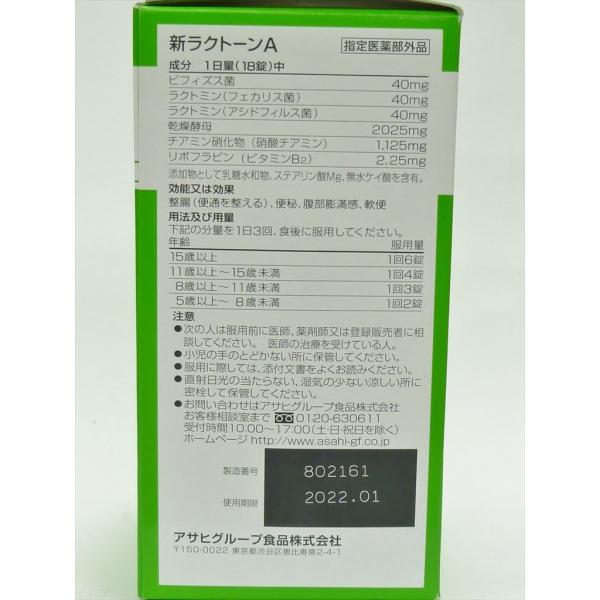 新ラクトーンA 指定医薬部外品
成分 1日量(18錠)中
ビフィズス菌 40mg
ラクトミン(フェカリス菌) 40mg
ラクトミン(アシドフィルス菌) 40mg
乾燥酵母 2025mg
チアミン硝化物(硝酸チアミン) 1.125mg
リボフラビン(ビタミンB2) 2.25mg
添加物として乳糖水和物、ステアリン酸Mg、無水ケイ酸を含有。
効能又は効果
整腸(便通を整える)、便秘、腹部膨満感、軟便
用法及び用量
下記の分量を1日3回、食後に服用してください。
年齢 服用量
15歳以上 1回6錠
11歳以上〜15歳未満 1回4錠
8歳以上〜11歳未満 1回3錠
5歳以上〜 8歳未満 1回2錠
注意
●次の人は服用前に医師、薬剤師又は登録販売者に相
談してください。 医師の治療を受けている人。
●小児の手のとどかない所に保管してください。
●服用に際しては、添付文書をよくお読みください。
●直射日光の当たらない、湿気の少ない涼しい所に
密栓して保管してください。
●お問い合わせはアサヒグループ食品株式会社
お客様相談室まで 0120-630611
受付時間10:00〜17:00(土・日・祝日を除く)
ホームページ http://www.asahi-gf.co.jp
製造番号 802161
使用期限 2022.01
アサヒグループ食品株式会社
〒150-0022 東京都渋谷区恵比寿南2-4-1